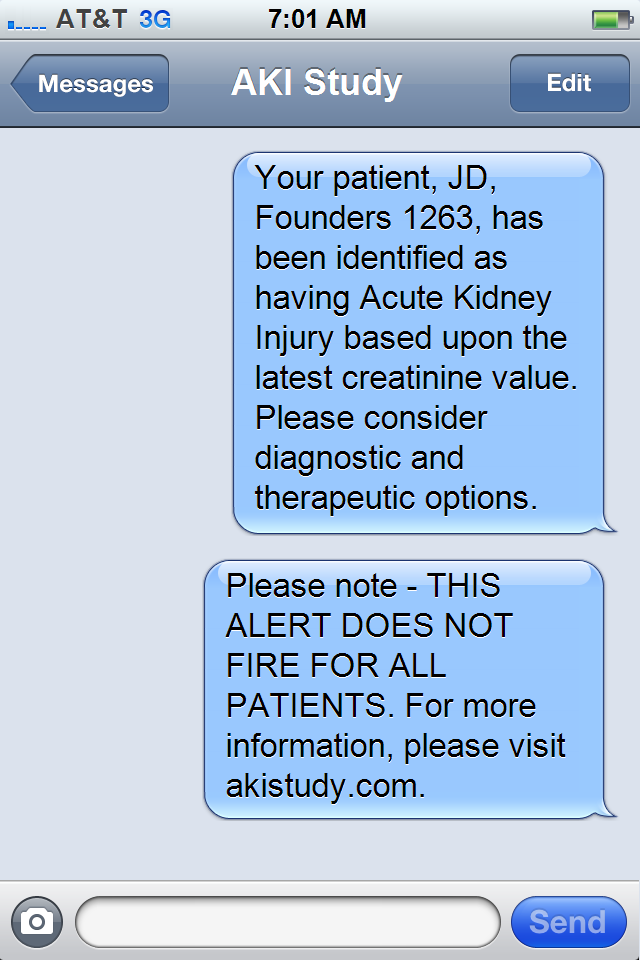 AT&T 3G 7:01 AM
Messages AKI Study Edit
Your patient, JD,
Founders 1263, has
been identified as
having Acute Kidney
Injury based upon the
latest creatinine value.
Please consider
diagnostic and
therapeutic options.
Please note - THIS
ALERT DOES NOT
FIRE FOR ALL
PATIENTS. For more
information, please visit
akistudy.com.
Send